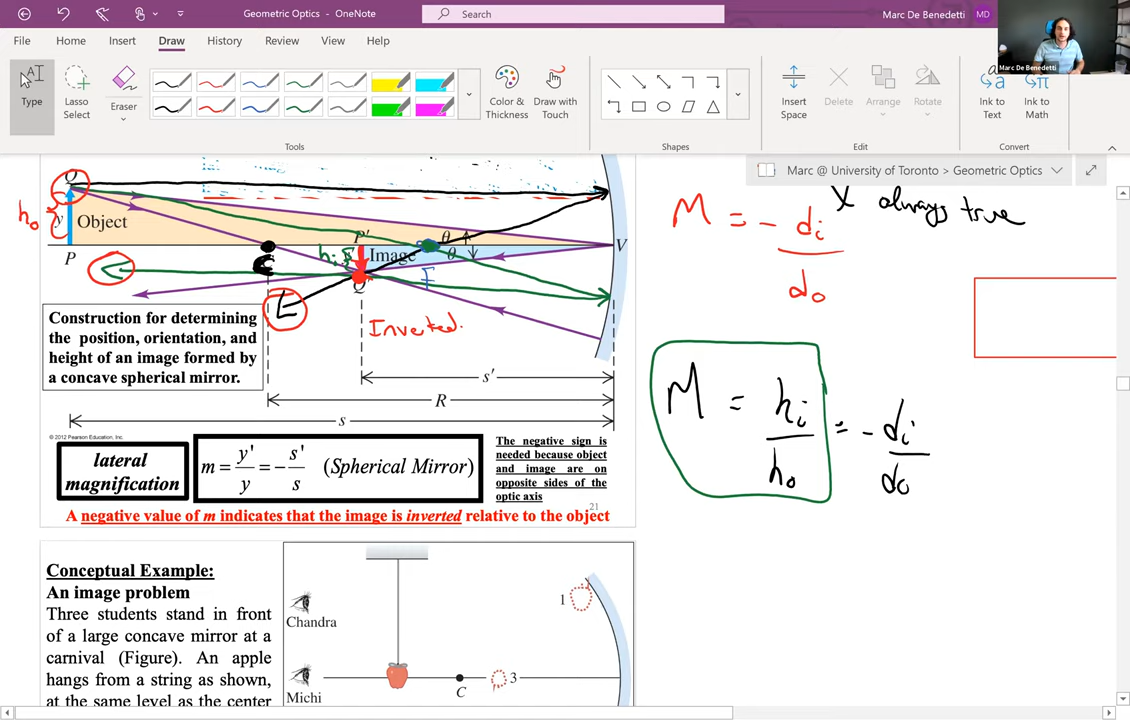 Geometric Optics - OneNote
Search
Marc De Benedetti
MD
Marc De Benedetti
File
Home
Insert
Draw
History
Review
View
Help
Type
Lasso
Select
Eraser
Color &
Thickness
Draw with
Touch
Insert
Space
Delete
Arrange
Rotate
Ink to
Text
Ink to
Math
Tools
Shapes
Edit
Convert
Marc @ University of Toronto > Geometric Optics
Q
h₀
y
Object
P
P'
θ
θ
V
C
hᵢ
Image
F
Q'
Inverted.
Construction for determining
the position, orientation, and
height of an image formed by
a concave spherical mirror.
s'
R
s
© 2012 Pearson Education, Inc.
lateral
magnification
m = y'/y = - s'/s (Spherical Mirror)
The negative sign is
needed because object
and image are on
opposite sides of the
optic axis
21
A negative value of m indicates that the image is inverted relative to the object
always true
M = - dᵢ/d₀
M = hᵢ/h₀ = - dᵢ/d₀
Conceptual Example:
An image problem
Three students stand in front
of a large concave mirror at a
carnival (Figure). An apple
hangs from a string as shown,
at the same level as the center
Chandra
1
Michi
C
3